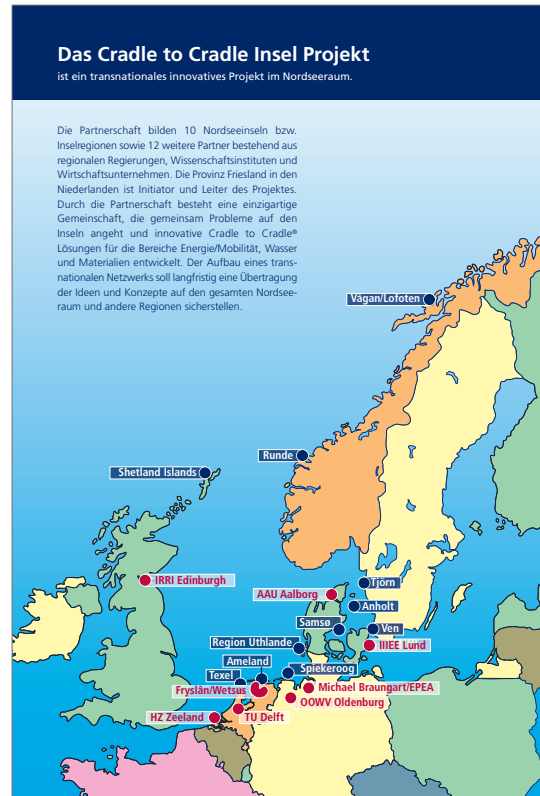 Das Cradle to Cradle Insel Projekt
ist ein transnationales innovatives Projekt im Nordseeraum.
Die Partnerschaft bilden 10 Nordseeinseln bzw.
Inselregionen sowie 12 weitere Partner bestehend aus
regionalen Regierungen, Wissenschaftsinstituten und
Wirtschaftsunternehmen. Die Provinz Friesland in den
Niederlanden ist Initiator und Leiter des Projektes.
Durch die Partnerschaft besteht eine einzigartige
Gemeinschaft, die gemeinsam Probleme auf den
Inseln angeht und innovative Cradle to Cradle®
Lösungen für die Bereiche Energie/Mobilität, Wasser
und Materialien entwickelt. Der Aufbau eines trans-
nationalen Netzwerks soll langfristig eine Übertragung
der Ideen und Konzepte auf den gesamten Nordsee-
raum und andere Regionen sicherstellen.
Vågan/Lofoten
Runde
Shetland Islands
IRRI Edinburgh
Tjörn
AAU Aalborg
Anholt
Samsø
Ven
Region Uthlande
IIIEE Lund
Ameland
Spiekeroog
Texel
Fryslân/Wetsus
Michael Braungart/EPEA
OOWV Oldenburg
HZ Zeeland
TU Delft